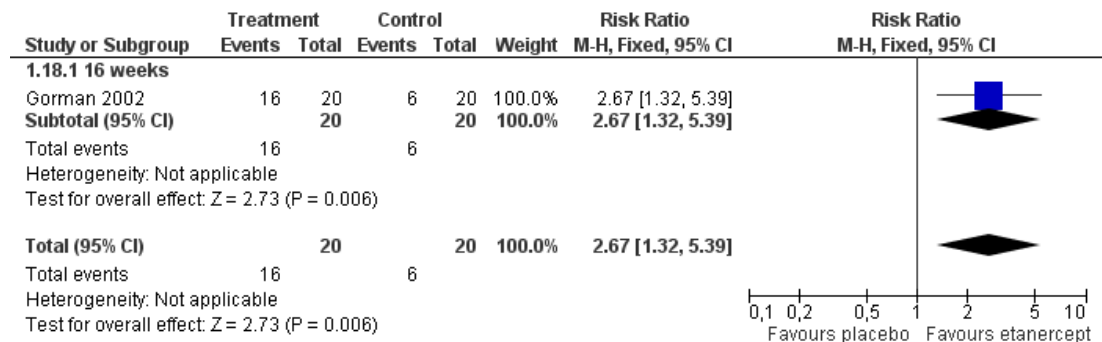 Treatment Control Risk Ratio Risk Ratio
Study or Subgroup Events Total Events Total Weight M-H, Fixed, 95% CI M-H, Fixed, 95% CI
1.18.1 16 weeks
Gorman 2002 16 20 6 20 100.0% 2.67 [1.32, 5.39]
Subtotal (95% CI) 20 20 100.0% 2.67 [1.32, 5.39]
Total events 16 6
Heterogeneity: Not applicable
Test for overall effect: Z = 2.73 (P = 0.006)
Total (95% CI) 20 20 100.0% 2.67 [1.32, 5.39]
Total events 16 6
Heterogeneity: Not applicable
Test for overall effect: Z = 2.73 (P = 0.006)
0,1 0,2 0,5 1 2 5 10
Favours placebo Favours etanercept